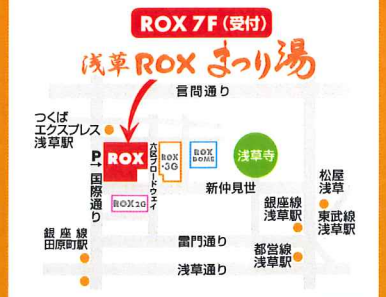 ROX 7F（受付）
浅草ROX まつり湯
言問通り
つくば
エクスプレス
浅草駅
P
→
国際通り
ROX
六区ブロードウェイ
ROX
・3G
ROX
DOME
浅草寺
ROX2G
新仲見世
松屋
浅草
銀座線
浅草駅
東武線
浅草駅
銀座線
田原町駅
雷門通り
都営線
浅草駅
浅草通り